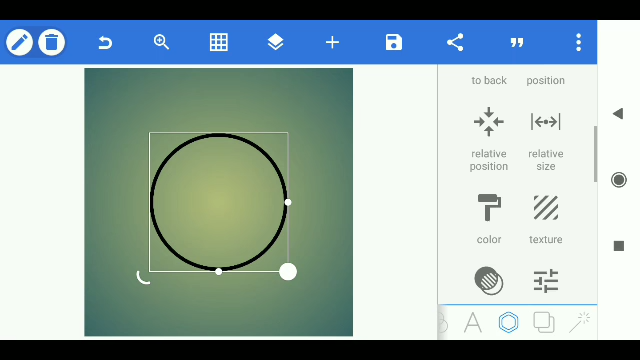 to back
position
relative
position
relative
size
color
texture